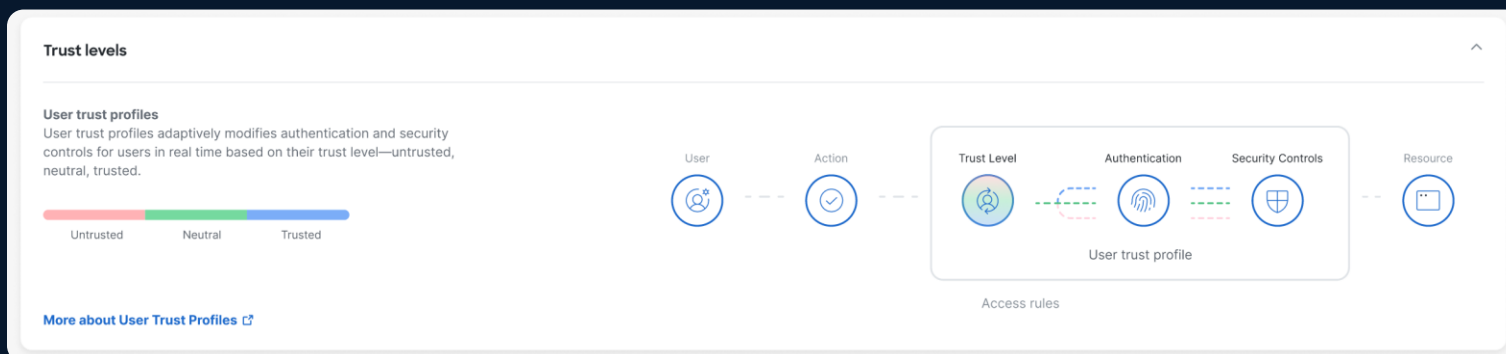 Trust levels
User trust profiles
User trust profiles adaptively modifies authentication and security
controls for users in real time based on their trust level—untrusted,
neutral, trusted.
Untrusted Neutral Trusted
More about User Trust Profiles
User Action Trust Level Authentication Security Controls Resource
User trust profile
Access rules